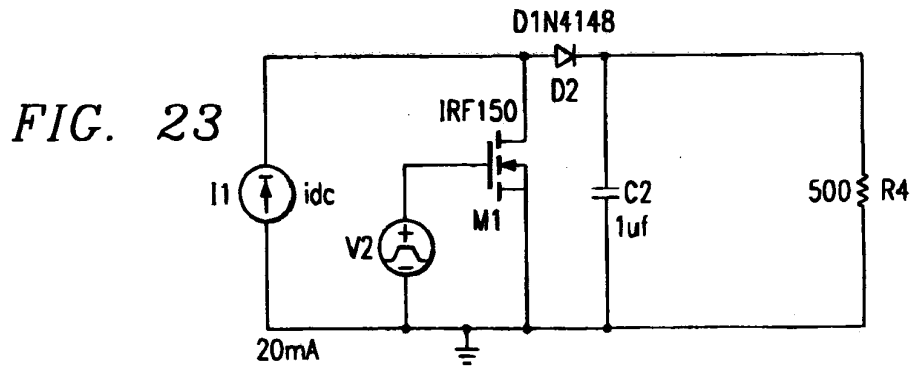 D1N4148
D2
FIG. 23
IRF150
I1
idc
M1
V2
+
−
C2
1uf
500
R4
20mA